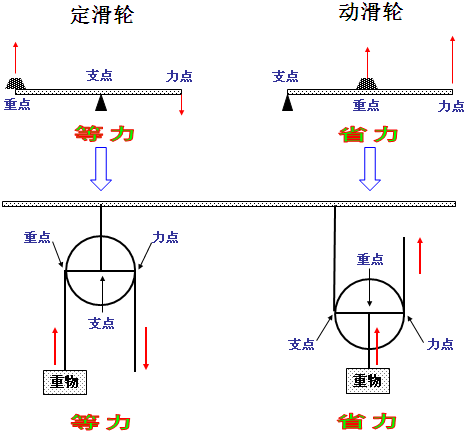 定滑轮 动滑轮
支点 力点 支点
重点 重点 力点
等力 省力
重点 力点 重点
支点 支点 力点
重物 重物
等力 省力